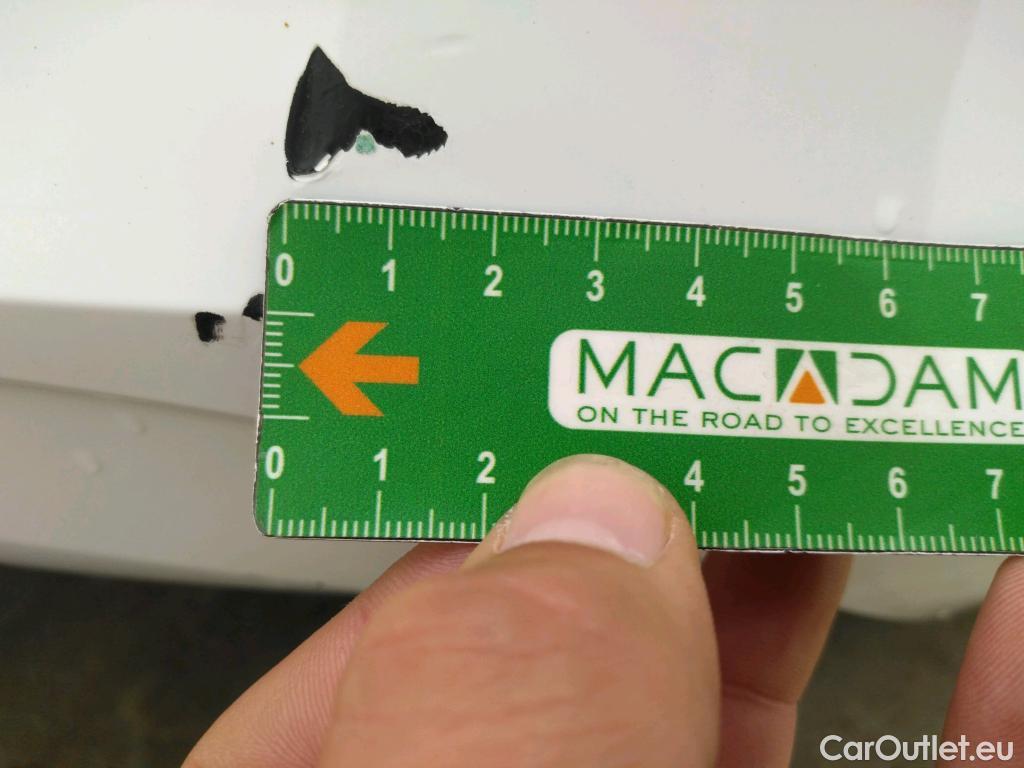 0 1 2 3 4 5 6 7
MACADAM
ON THE ROAD TO EXCELLENCE
0 1 2 4 5 6 7
CarOutlet.eu